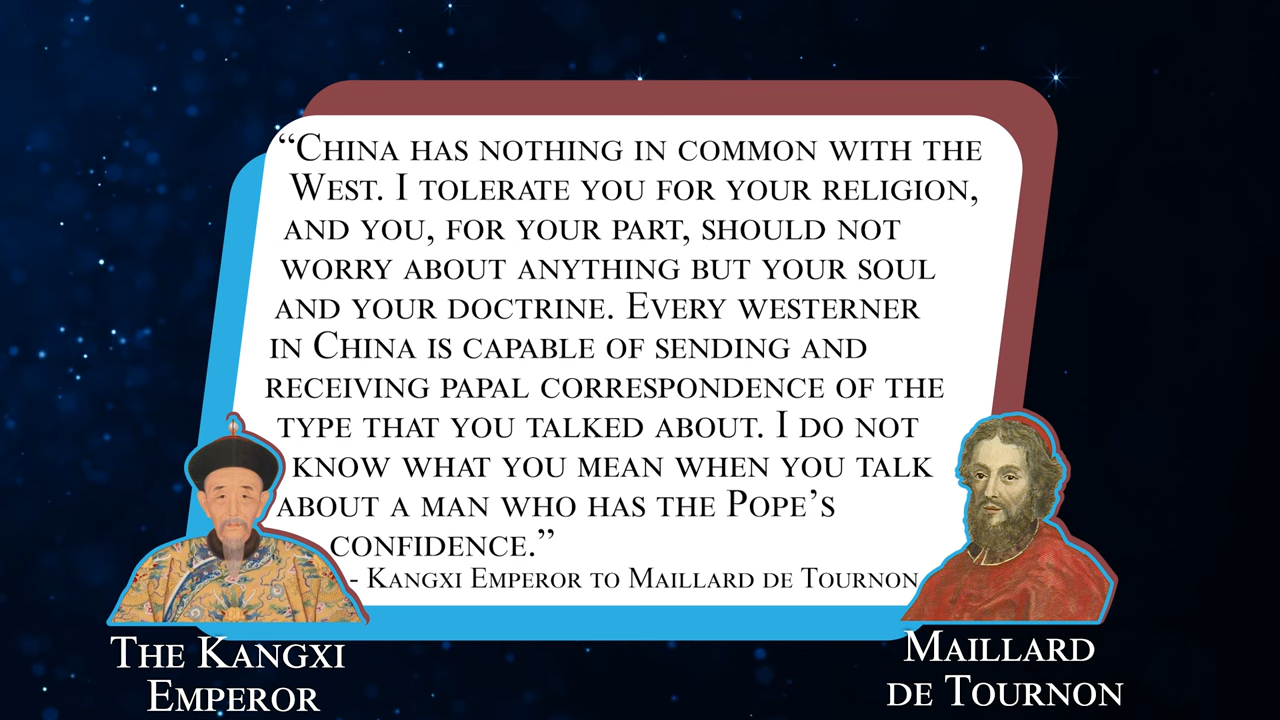 “China has nothing in common with the
West. I tolerate you for your religion,
and you, for your part, should not
worry about anything but your soul
and your doctrine. Every westerner
in China is capable of sending and
receiving papal correspondence of the
type that you talked about. I do not
know what you mean when you talk
about a man who has the Pope’s
confidence.”
- Kangxi Emperor to Maillard de Tournon
The Kangxi
Emperor
Maillard
de Tournon